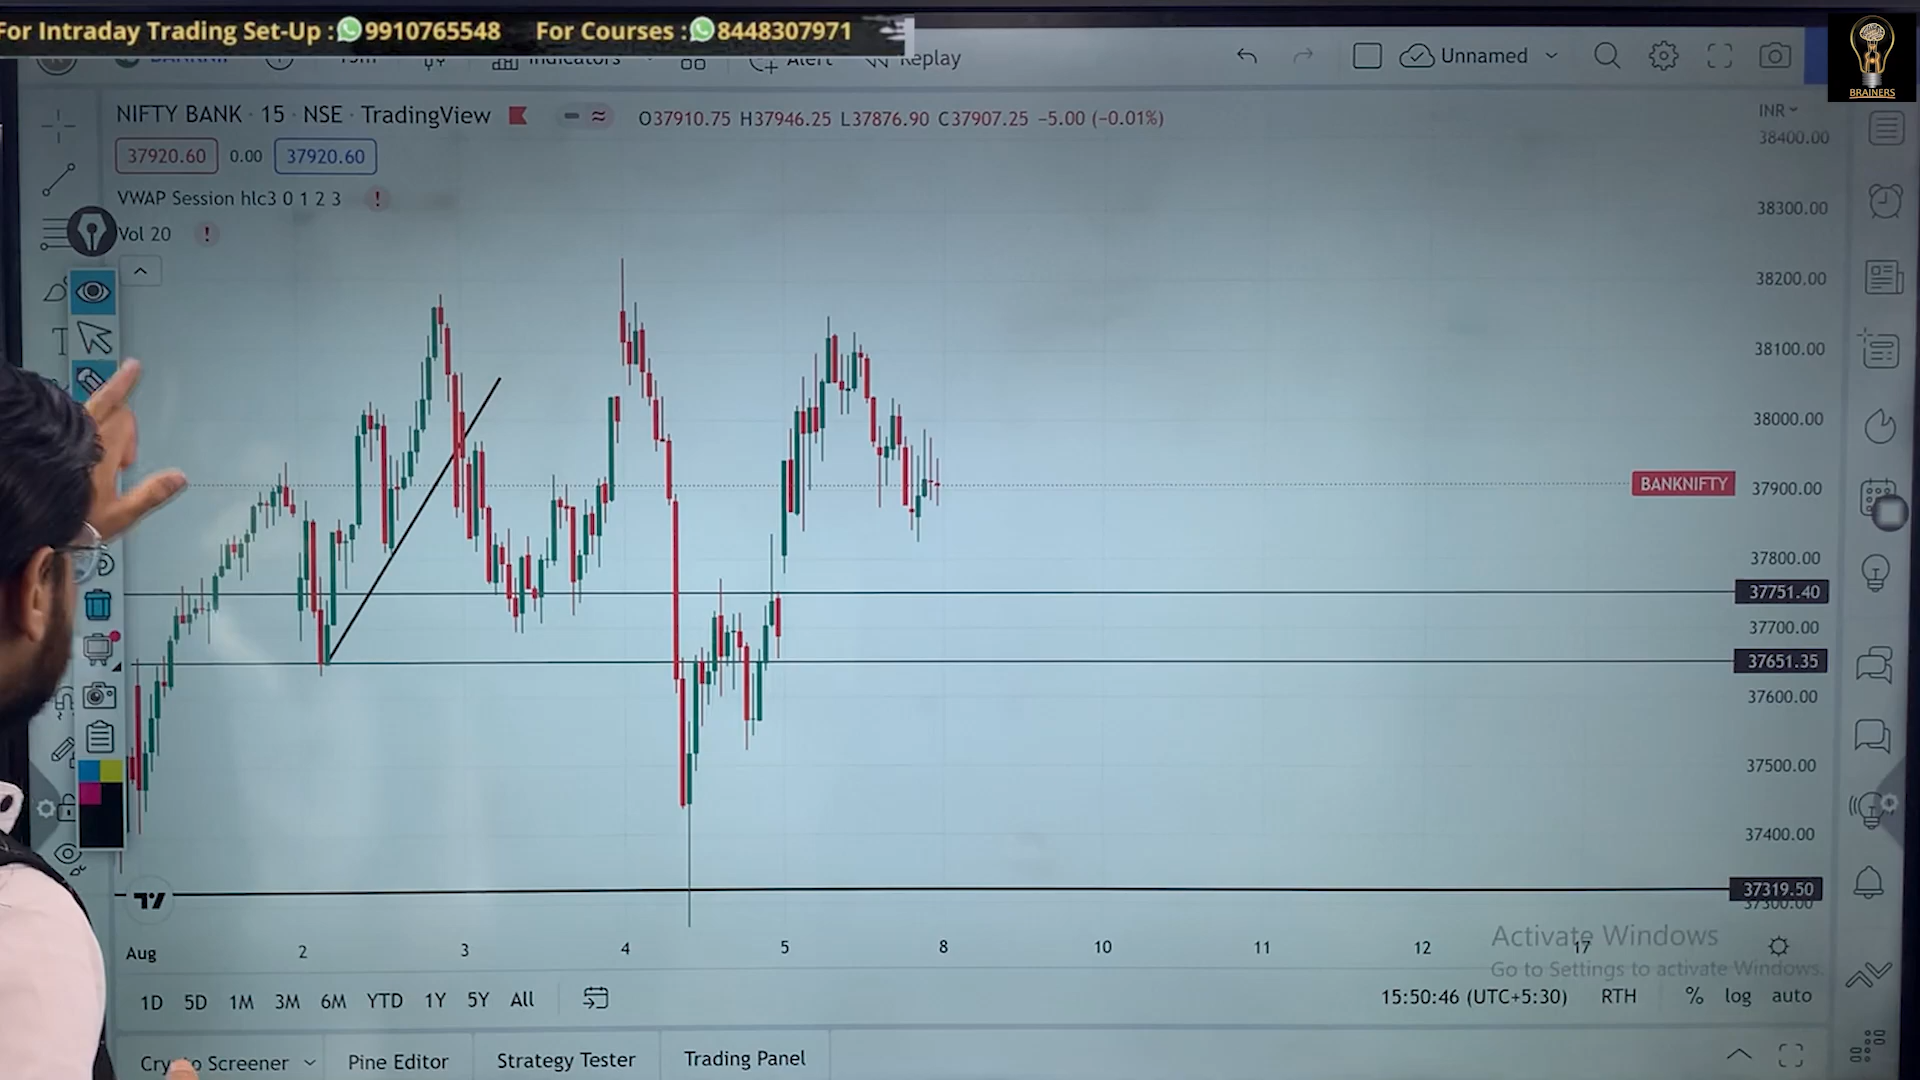 For Intraday Trading Set-Up : 9910765548 For Courses : 8448307971
BRAINERS
Indicators
Alert
Replay
Unnamed
NIFTY BANK · 15 · NSE · TradingView
O37910.75 H37946.25 L37876.90 C37907.25 −5.00 (−0.01%)
INR
38400.00
37920.60 0.00 37920.60
VWAP Session hlc3 0 1 2 3 !
38300.00
Vol 20 !
38200.00
38100.00
38000.00
BANKNIFTY
37900.00
37800.00
37751.40
37700.00
37651.35
37600.00
37500.00
37400.00
37319.50
37300.00
Aug 2 3 4 5 8 10 11 12 17
Activate Windows
Go to Settings to activate Windows.
1D 5D 1M 3M 6M YTD 1Y 5Y All
15:50:46 (UTC+5:30) RTH % log auto
Crypto Screener Pine Editor Strategy Tester Trading Panel